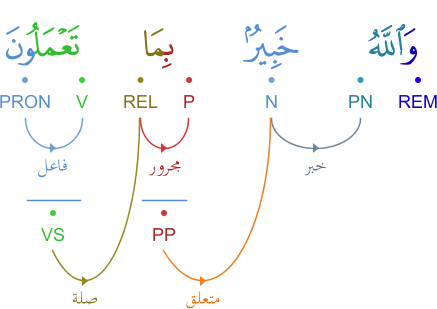 وَٱللَّهُ خَبِيرٌۢ بِمَا تَعْمَلُونَ
REM PN N P REL V PRON
خبر مجرور فاعل
PP VS
متعلق صلة